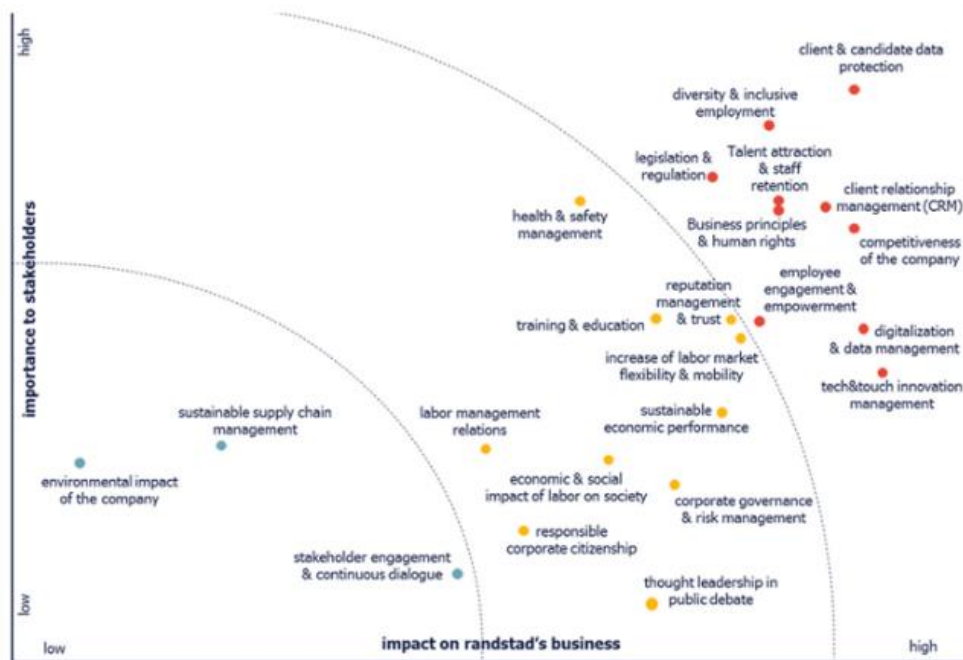 high
client & candidate data
protection
diversity & inclusive
employment
legislation &
regulation
Talent attraction
& staff
retention
client relationship
management (CRM)
health & safety
management
Business principles
& human rights
competitiveness
of the company
importance to stakeholders
employee
engagement &
empowerment
reputation
management
& trust
training & education
digitalization
& data management
increase of labor market
flexibility & mobility
tech&touch innovation
management
sustainable supply chain
management
labor management
relations
sustainable
economic performance
environmental impact
of the company
economic & social
impact of labor on society
corporate governance
& risk management
responsible
corporate citizenship
stakeholder engagement
& continuous dialogue
thought leadership in
public debate
low
low
impact on randstad's business
high